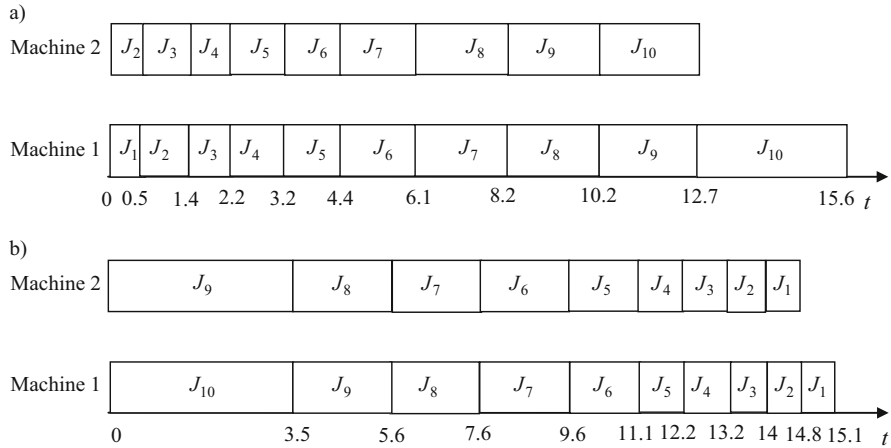 a)
Machine 2 J₂ J₃ J₄ J₅ J₆ J₇ J₈ J₉ J₁₀
Machine 1 J₁ J₂ J₃ J₄ J₅ J₆ J₇ J₈ J₉ J₁₀
0 0.5 1.4 2.2 3.2 4.4 6.1 8.2 10.2 12.7 15.6 t
b)
Machine 2 J₉ J₈ J₇ J₆ J₅ J₄ J₃ J₂ J₁
Machine 1 J₁₀ J₉ J₈ J₇ J₆ J₅ J₄ J₃ J₂ J₁
0 3.5 5.6 7.6 9.6 11.1 12.2 13.2 14 14.8 15.1 t